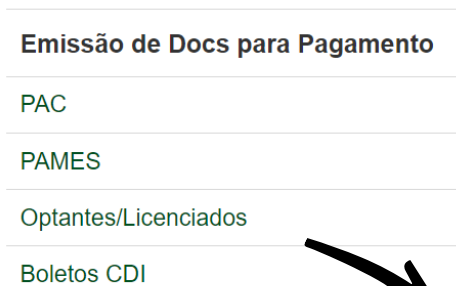 Emissão de Docs para Pagamento
PAC
PAMES
Optantes/Licenciados
Boletos CDI